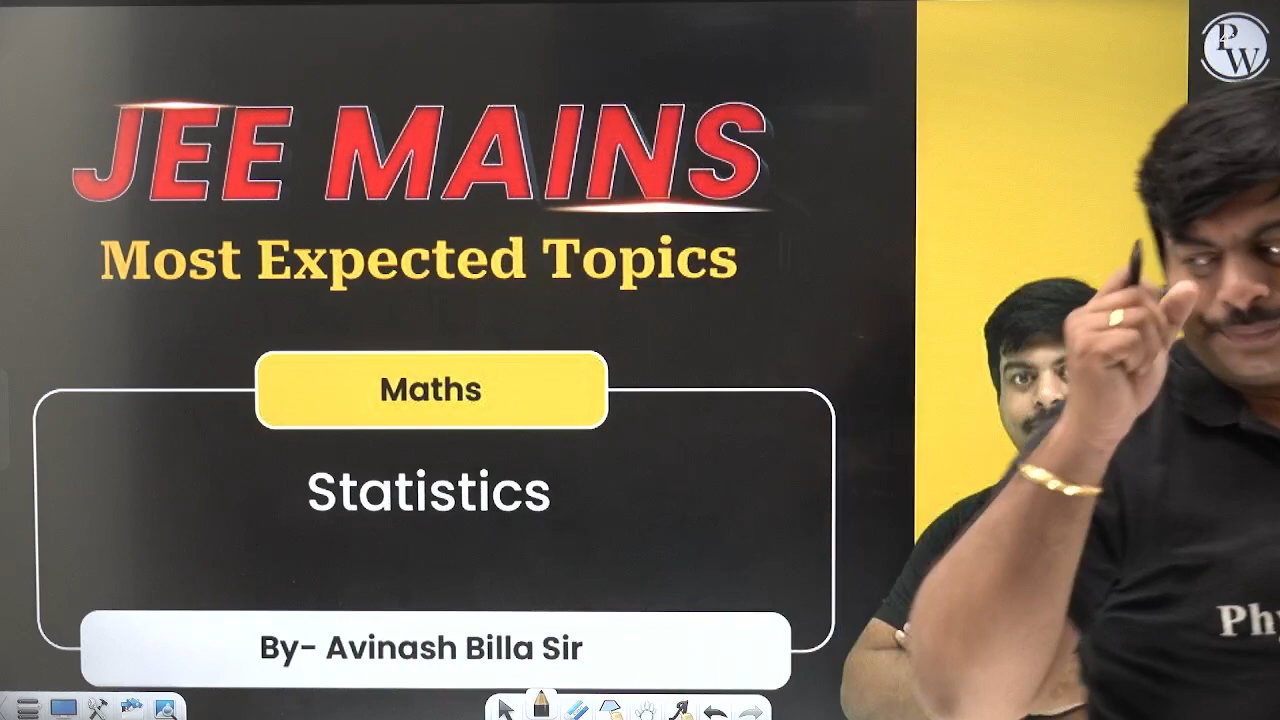 JEE MAINS
Most Expected Topics
Maths
Statistics
By- Avinash Billa Sir
PW
Phy